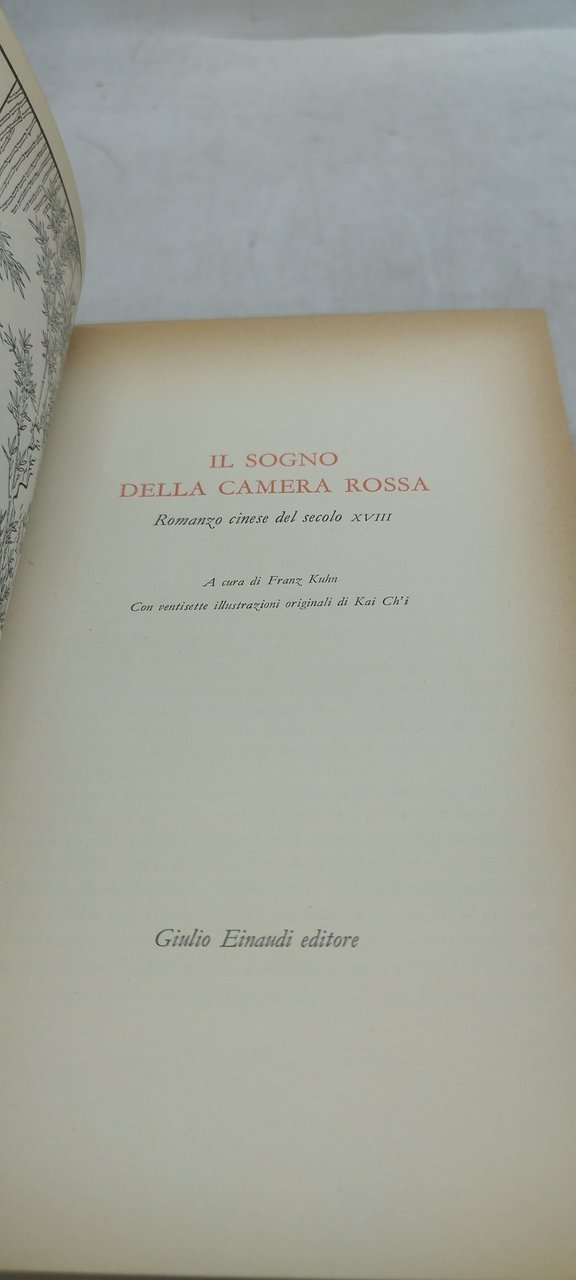 IL SOGNO
DELLA CAMERA ROSSA
Romanzo cinese del secolo XVIII
A cura di Franz Kuhn
Con ventisette illustrazioni originali di Kai Ch'i
Giulio Einaudi editore